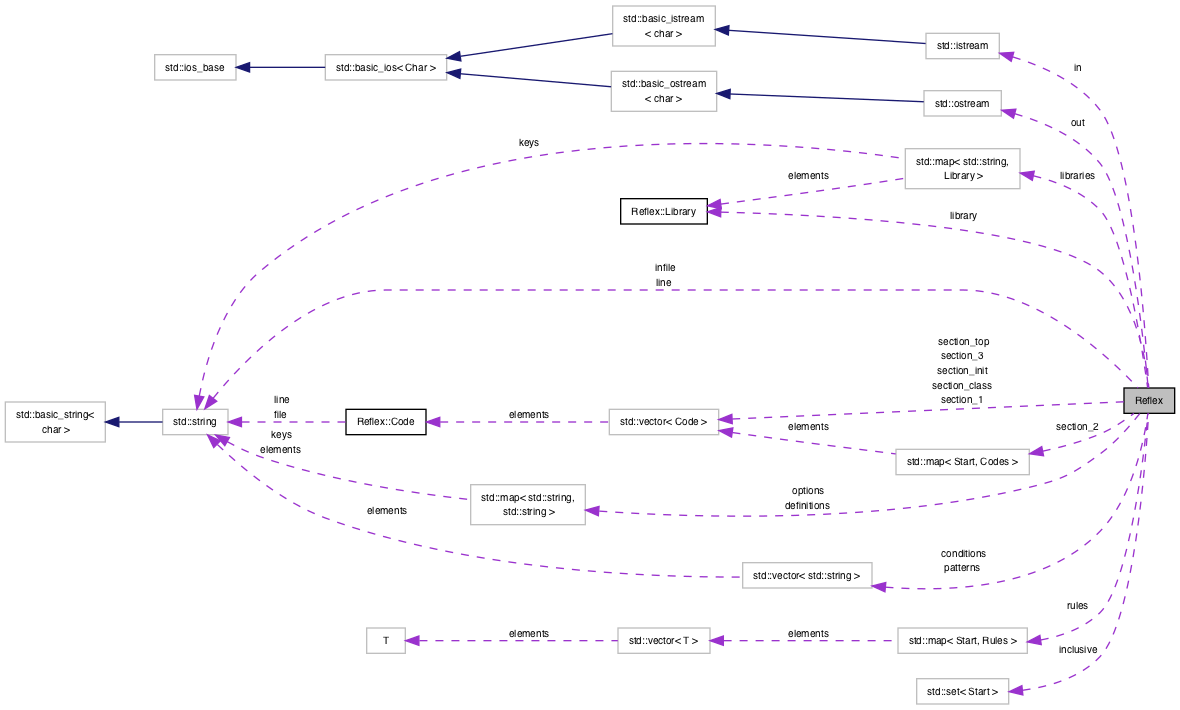 std::basic_istream
< char >
std::istream
std::ios_base
std::basic_ios< Char >
in
std::basic_ostream
< char >
std::ostream
out
keys
std::map< std::string,
Library >
elements
libraries
Reflex::Library
library
infile
line
section_top
section_3
section_init
section_class
section_1
Reflex
line
file
std::basic_string<
char >
std::string
Reflex::Code
elements
std::vector< Code >
elements
section_2
keys
elements
std::map< Start, Codes >
std::map< std::string,
std::string >
options
definitions
elements
conditions
patterns
std::vector< std::string >
rules
T
elements
std::vector< T >
elements
std::map< Start, Rules >
inclusive
std::set< Start >